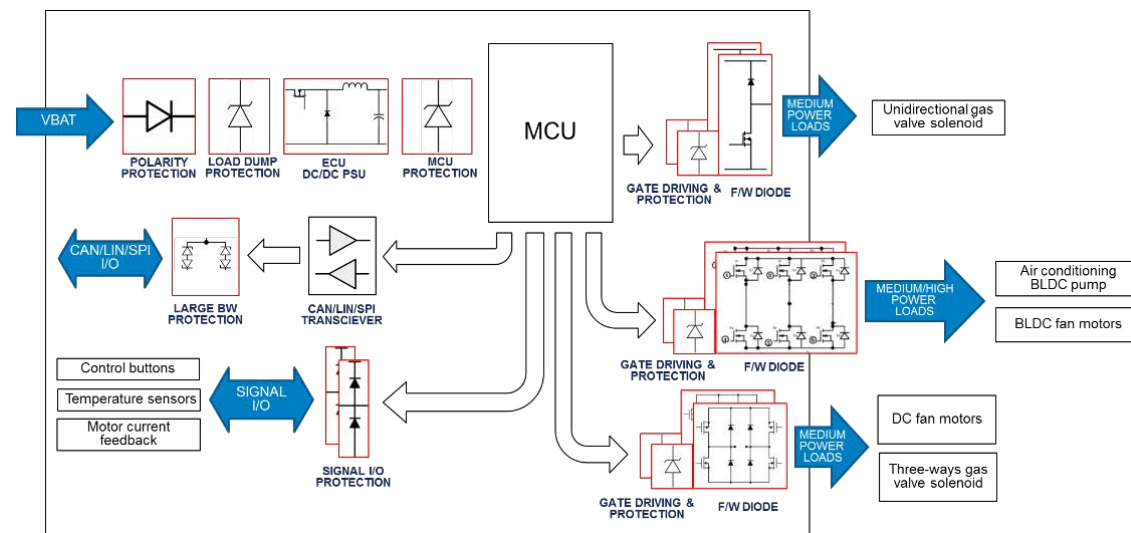 VBAT
POLARITY
PROTECTION
LOAD DUMP
PROTECTION
ECU
DC/DC PSU
MCU
PROTECTION
MCU
GATE DRIVING &
PROTECTION
F/W DIODE
MEDIUM
POWER
LOADS
Unidirectional gas
valve solenoid
CAN/LIN/SPI
I/O
LARGE BW
PROTECTION
CAN/LIN/SPI
TRANSCIEVER
GATE DRIVING &
PROTECTION
F/W DIODE
MEDIUM/HIGH
POWER
LOADS
Air conditioning
BLDC pump
BLDC fan motors
Control buttons
Temperature sensors
Motor current
feedback
SIGNAL
I/O
SIGNAL I/O
PROTECTION
GATE DRIVING &
PROTECTION
F/W DIODE
MEDIUM
POWER
LOADS
DC fan motors
Three-ways gas
valve solenoid